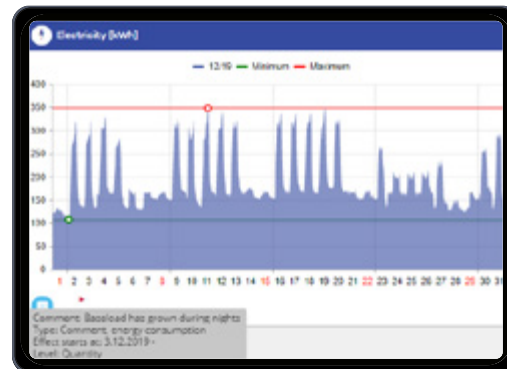 Electricity [kWh]
12/19 Minimum Maximum
400
350
300
250
200
150
100
50
0
1 2 3 4 5 6 7 8 9 10 11 12 13 14 15 16 17 18 19 20 21 22 23 24 25 26 27 28 29 30 31
Comment: Baseload has grown during nights
Type: Comment, energy consumption
Effect starts at: 3.12.2019 -
Level: Quantity